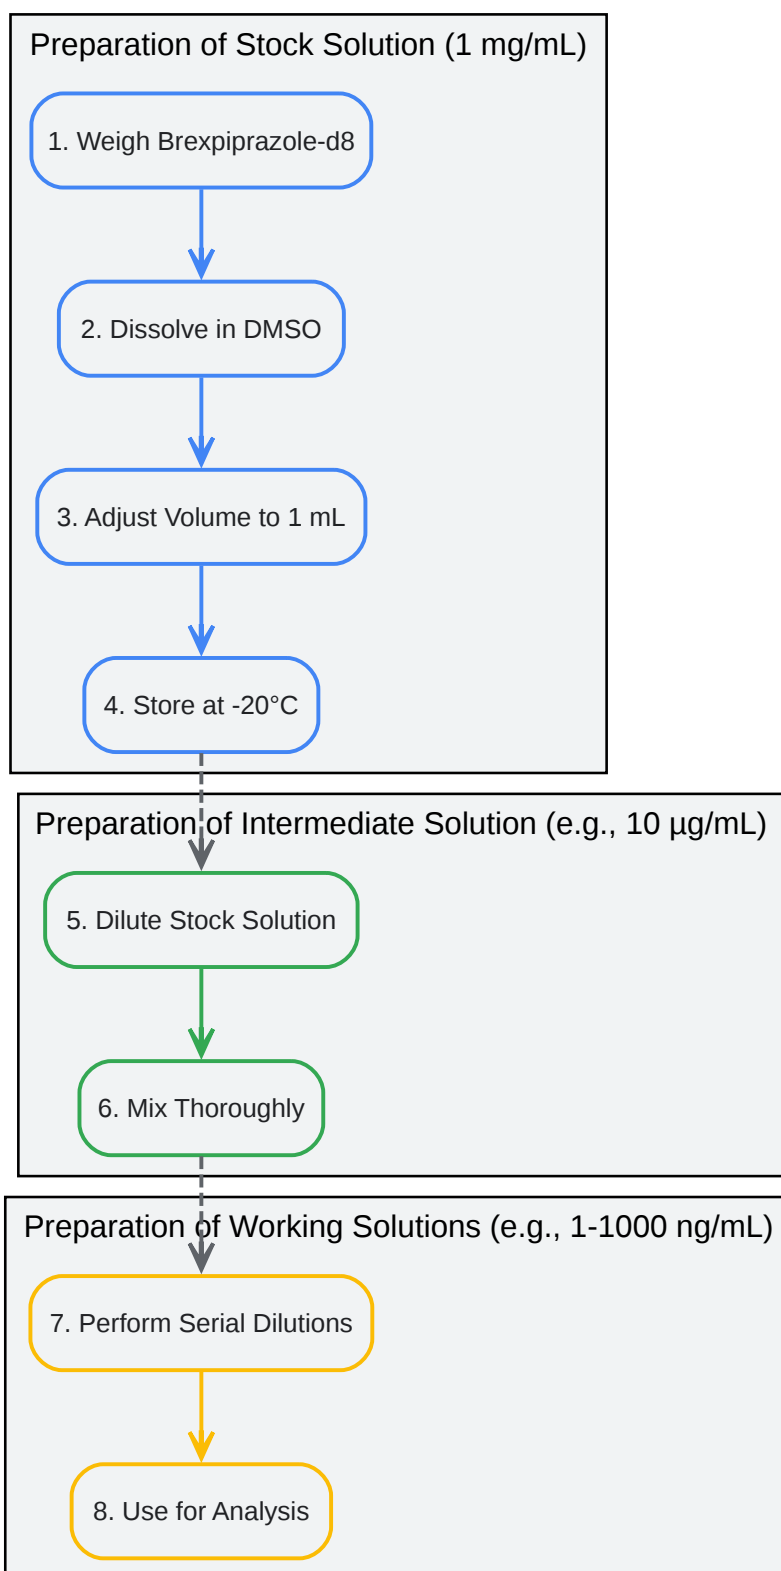 Preparation of Stock Solution (1 mg/mL)
1. Weigh Brexpiprazole-d8
2. Dissolve in DMSO
3. Adjust Volume to 1 mL
4. Store at -20°C
Preparation of Intermediate Solution (e.g., 10 µg/mL)
5. Dilute Stock Solution
6. Mix Thoroughly
Preparation of Working Solutions (e.g., 1-1000 ng/mL)
7. Perform Serial Dilutions
8. Use for Analysis